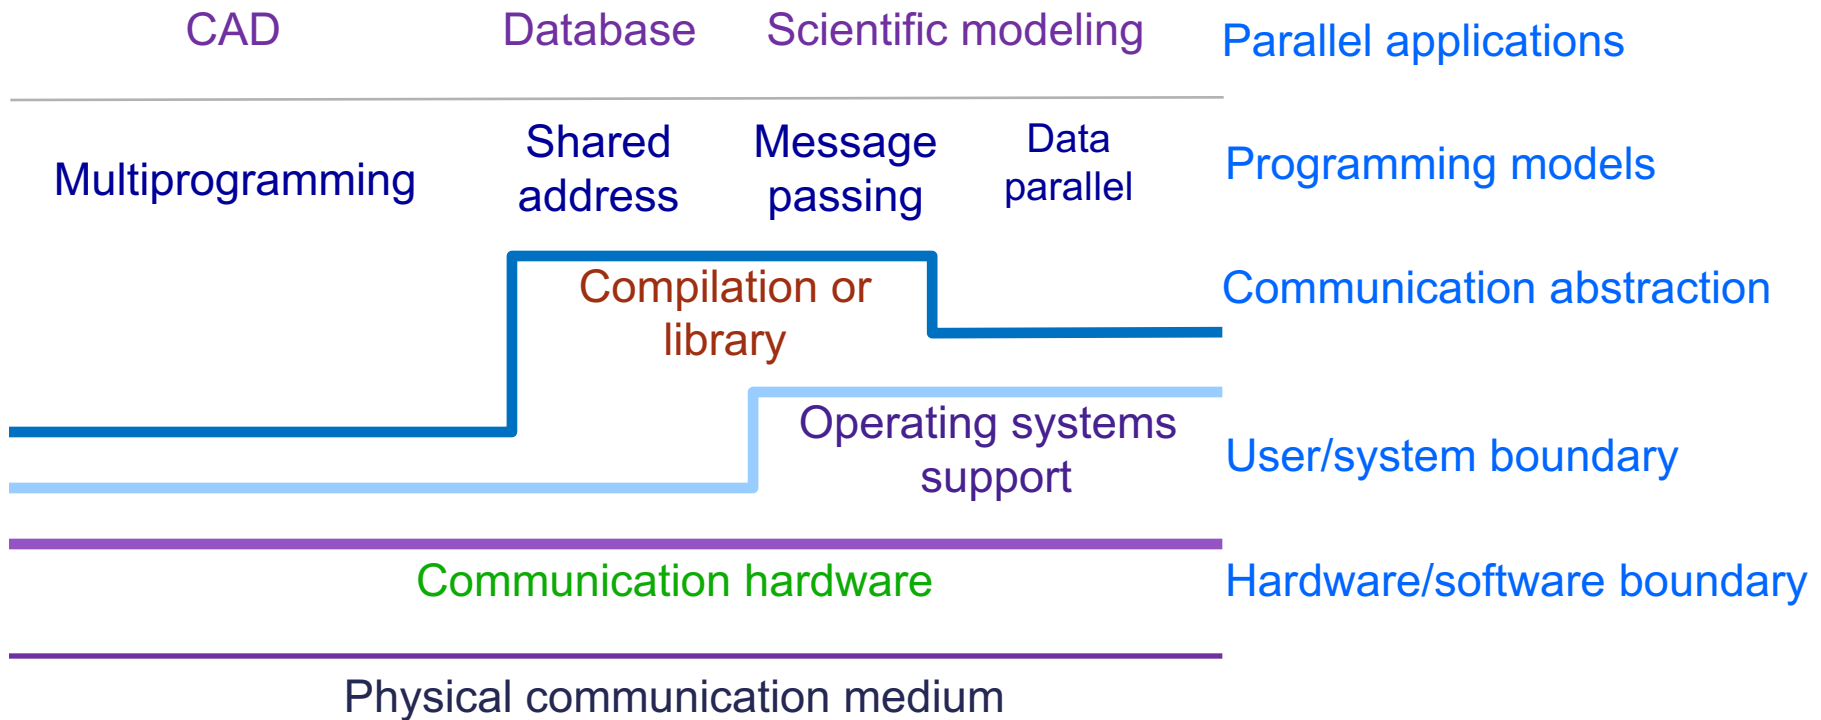 CAD Database Scientific modeling Parallel applications
Multiprogramming
Shared
address
Message
passing
Data
parallel
Programming models
Compilation or
library
Communication abstraction
Operating systems
support
User/system boundary
Communication hardware
Hardware/software boundary
Physical communication medium